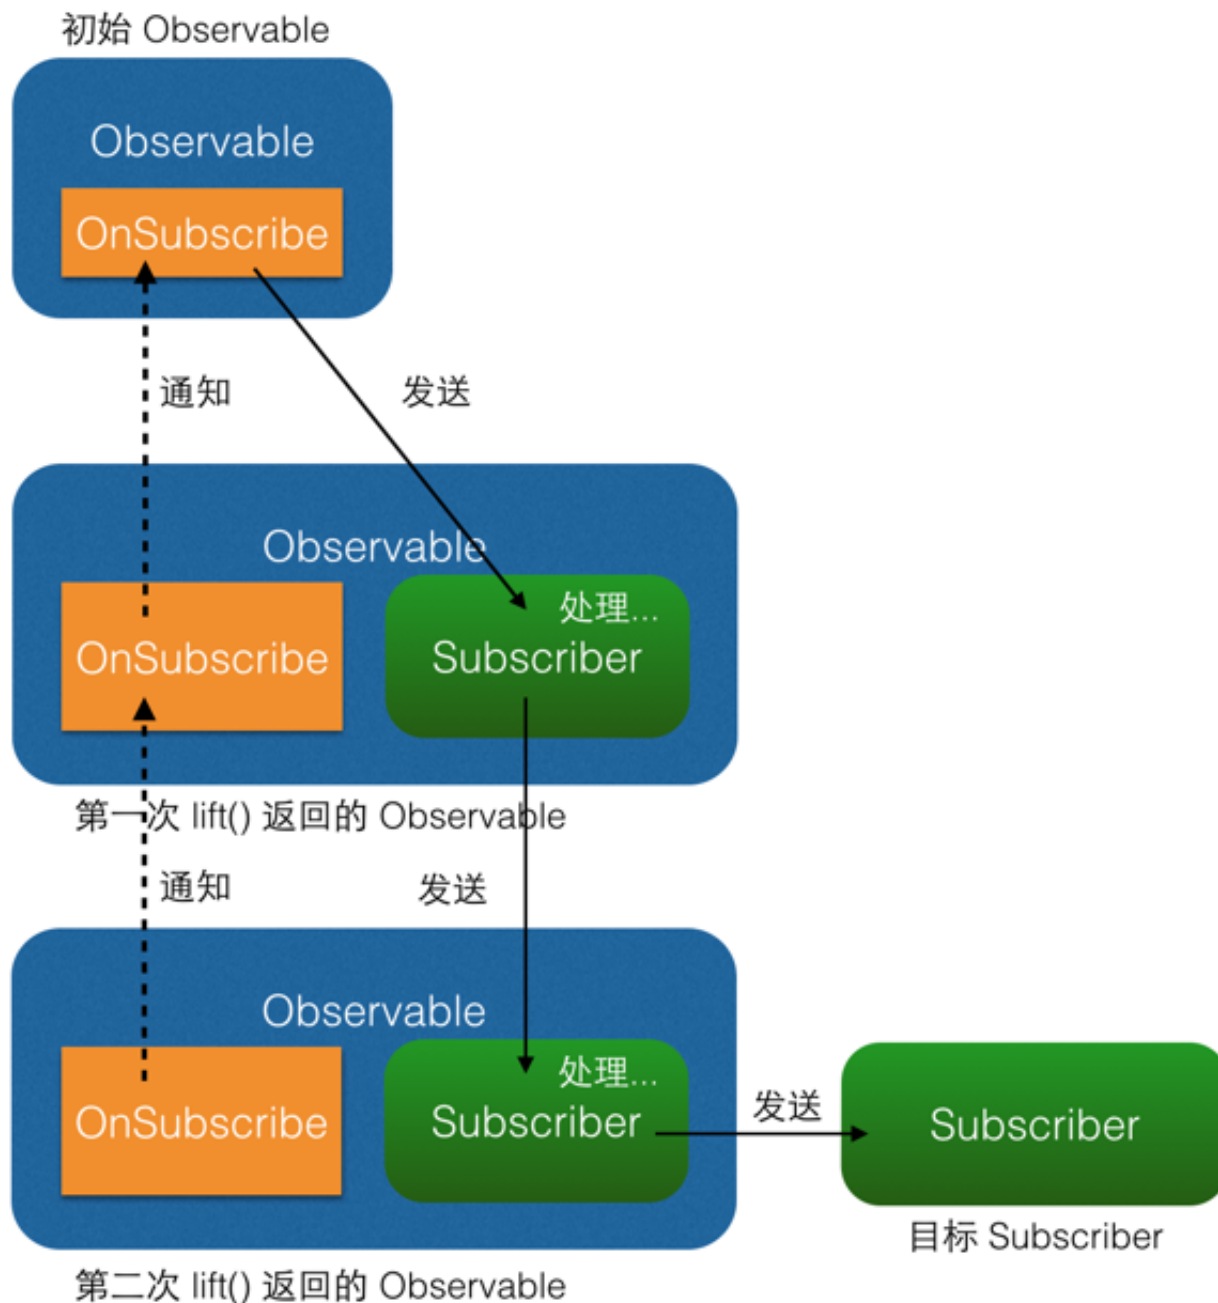 初始 Observable
Observable
OnSubscribe
通知
发送
Observable
处理...
OnSubscribe
Subscriber
第一次 lift() 返回的 Observable
通知
发送
Observable
处理...
OnSubscribe
Subscriber
发送
Subscriber
目标 Subscriber
第二次 lift() 返回的 Observable